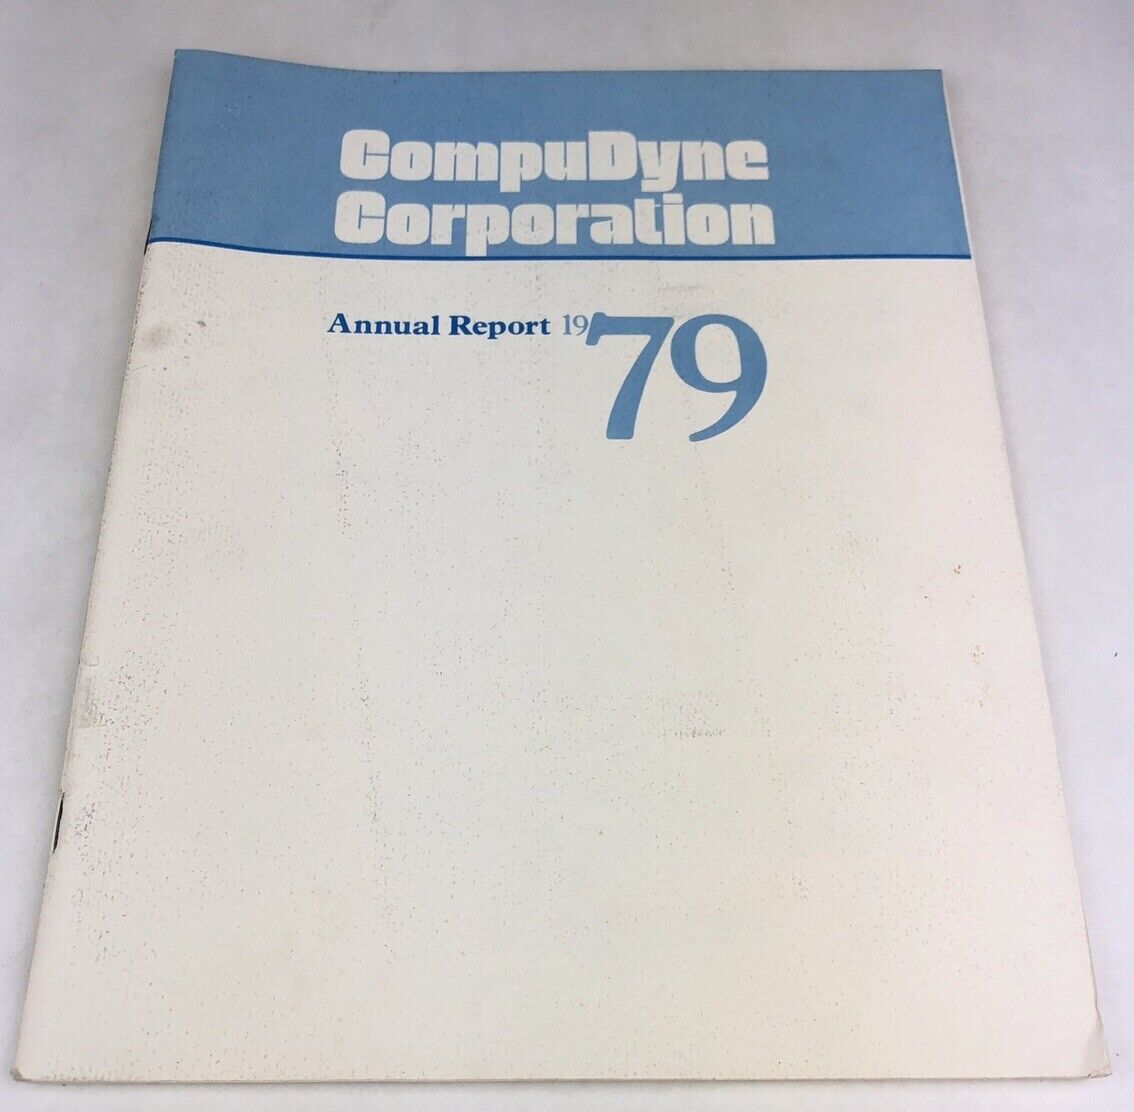 CompuDyne
Corporation
Annual Report 1979